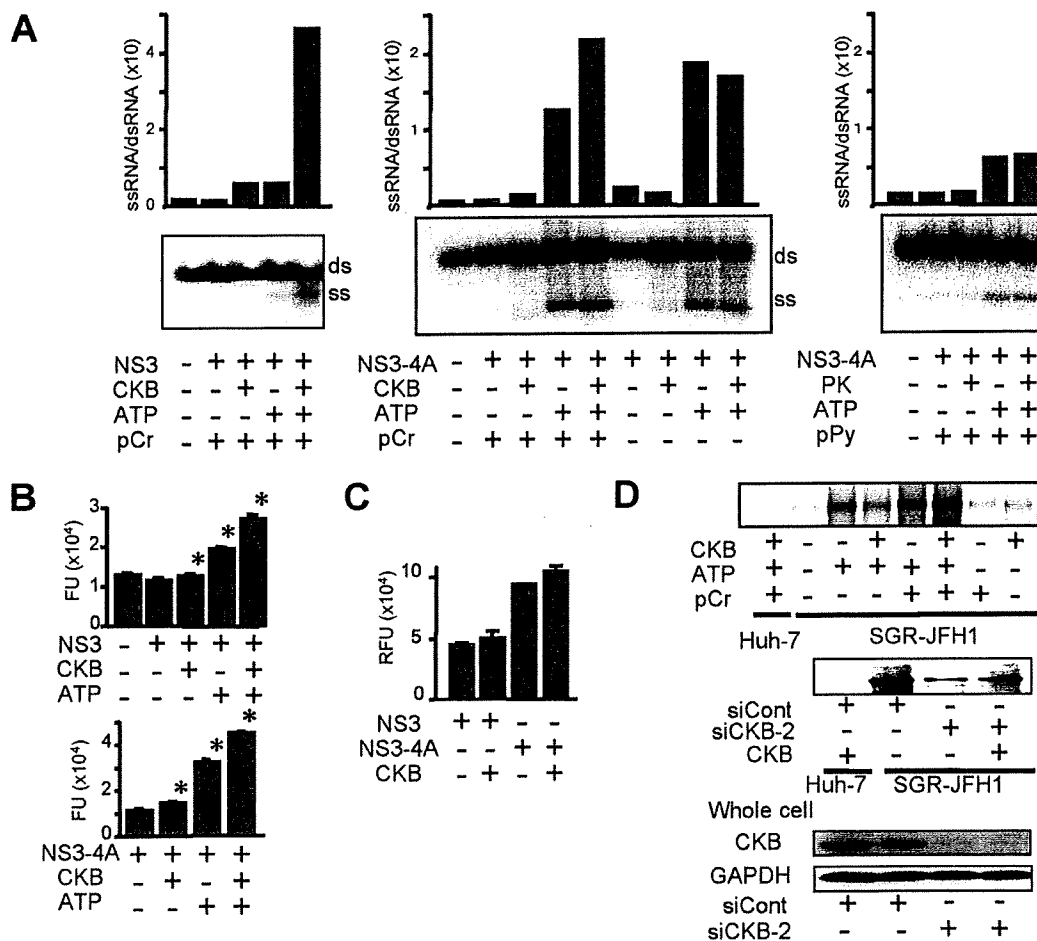 A
ssRNA/dsRNA (x10)
4
2
0
ds
ss
NS3 - + + + +
CKB - - + - +
ATP - - - + +
pCr - + + + +
ssRNA/dsRNA (x10)
2
1
0
ds
ss
NS3-4A - + + + + + + + +
CKB - - + - + - + - +
ATP - - - + + - - + +
pCr - + + + + - - - -
ssRNA/dsRNA (x10)
2
1
0
NS3-4A - + + + +
PK - - + - +
ATP - - - + +
pPy - + + + +
B
FU (x10⁴)
3
2
1
0
* * * *
NS3 - + + + +
CKB - - + - +
ATP - - - + +
FU (x10⁴)
4
2
0
* * *
NS3-4A + + + +
CKB - + - +
ATP - - + +
C
RFU (x10⁴)
10
5
0
NS3 + + - -
NS3-4A - - + +
CKB - + - +
D
CKB + - - + - + - +
ATP + - + + + + - -
pCr + - - - + + + -
Huh-7 SGR-JFH1
siCont + + - -
siCKB-2 - - + +
CKB + - - +
Huh-7 SGR-JFH1
Whole cell
CKB
GAPDH
siCont + + - -
siCKB-2 - - + +